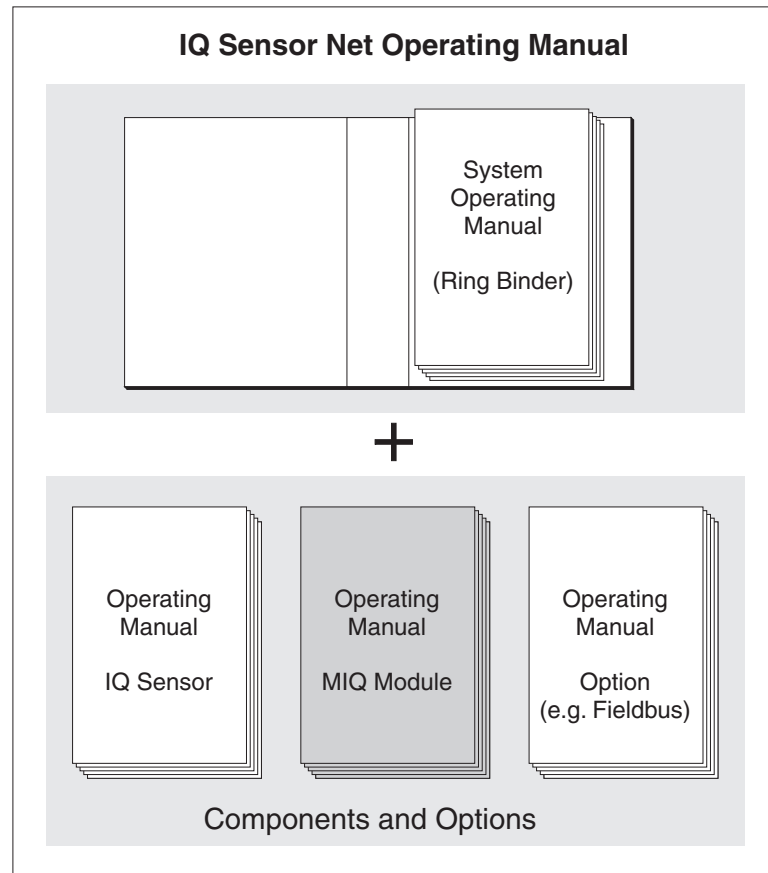 IQ Sensor Net Operating Manual
System
Operating
Manual
(Ring Binder)
+
Operating
Manual
IQ Sensor
Operating
Manual
MIQ Module
Operating
Manual
Option
(e.g. Fieldbus)
Components and Options